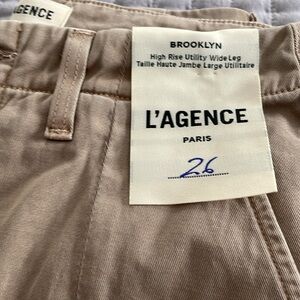 AGENCE
BROOKLYN
High Rise Utility Wide Leg
Taille Haute Jambe Large Utilitaire
L'AGENCE
PARIS
26